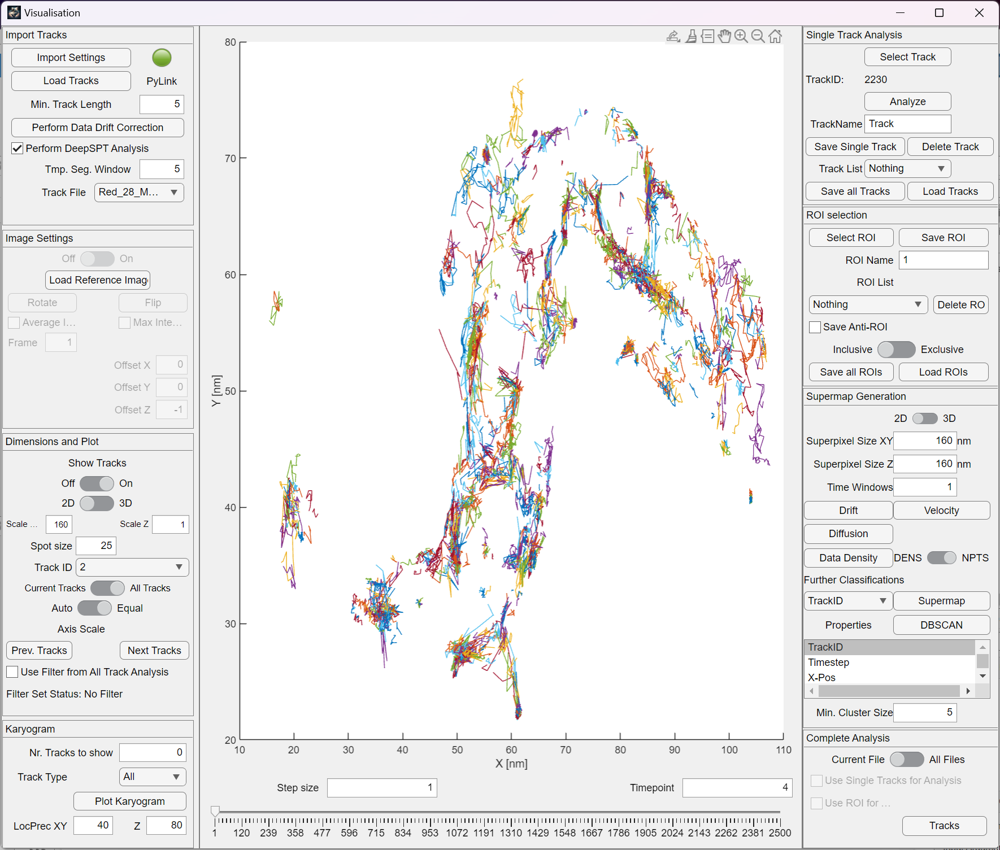 Visualisation
Import Tracks
Import Settings
Load Tracks
PyLink
Min. Track Length 5
Perform Data Drift Correction
Perform DeepSPT Analysis
Tmp. Seg. Window 5
Track File Red_28_M...
Image Settings
Off On
Load Reference Imag
Rotate Flip
Average I... Max Inte...
Frame 1
Offset X 0
Offset Y 0
Offset Z -1
Dimensions and Plot
Show Tracks
Off On
2D 3D
Scale ... 160 Scale Z 1
Spot size 25
Track ID 2
Current Tracks All Tracks
Auto Equal
Axis Scale
Prev. Tracks Next Tracks
Use Filter from All Track Analysis
Filter Set Status: No Filter
Karyogram
Nr. Tracks to show 0
Track Type All
Plot Karyogram
LocPrec XY 40 Z 80
80
70
60
50
40
30
20
Y [nm]
10 20 30 40 50 60 70 80 90 100 110
X [nm]
Step size 1 Timepoint 4
1 120 239 358 477 596 715 834 953 1072 1191 1310 1429 1548 1667 1786 1905 2024 2143 2262 2381 2500
Single Track Analysis
Select Track
TrackID: 2230
Analyze
TrackName Track
Save Single Track Delete Track
Track List Nothing
Save all Tracks Load Tracks
ROI selection
Select ROI Save ROI
ROI Name 1
ROI List
Nothing Delete RO
Save Anti-ROI
Inclusive Exclusive
Save all ROIs Load ROIs
Supermap Generation
2D 3D
Superpixel Size XY 160 nm
Superpixel Size Z 160 nm
Time Windows 1
Drift Velocity
Diffusion
Data Density DENS NPTS
Further Classifications
TrackID Supermap
Properties DBSCAN
TrackID
Timestep
X-Pos
Min. Cluster Size 5
Complete Analysis
Current File All Files
Use Single Tracks for Analysis
Use ROI for ...
Tracks